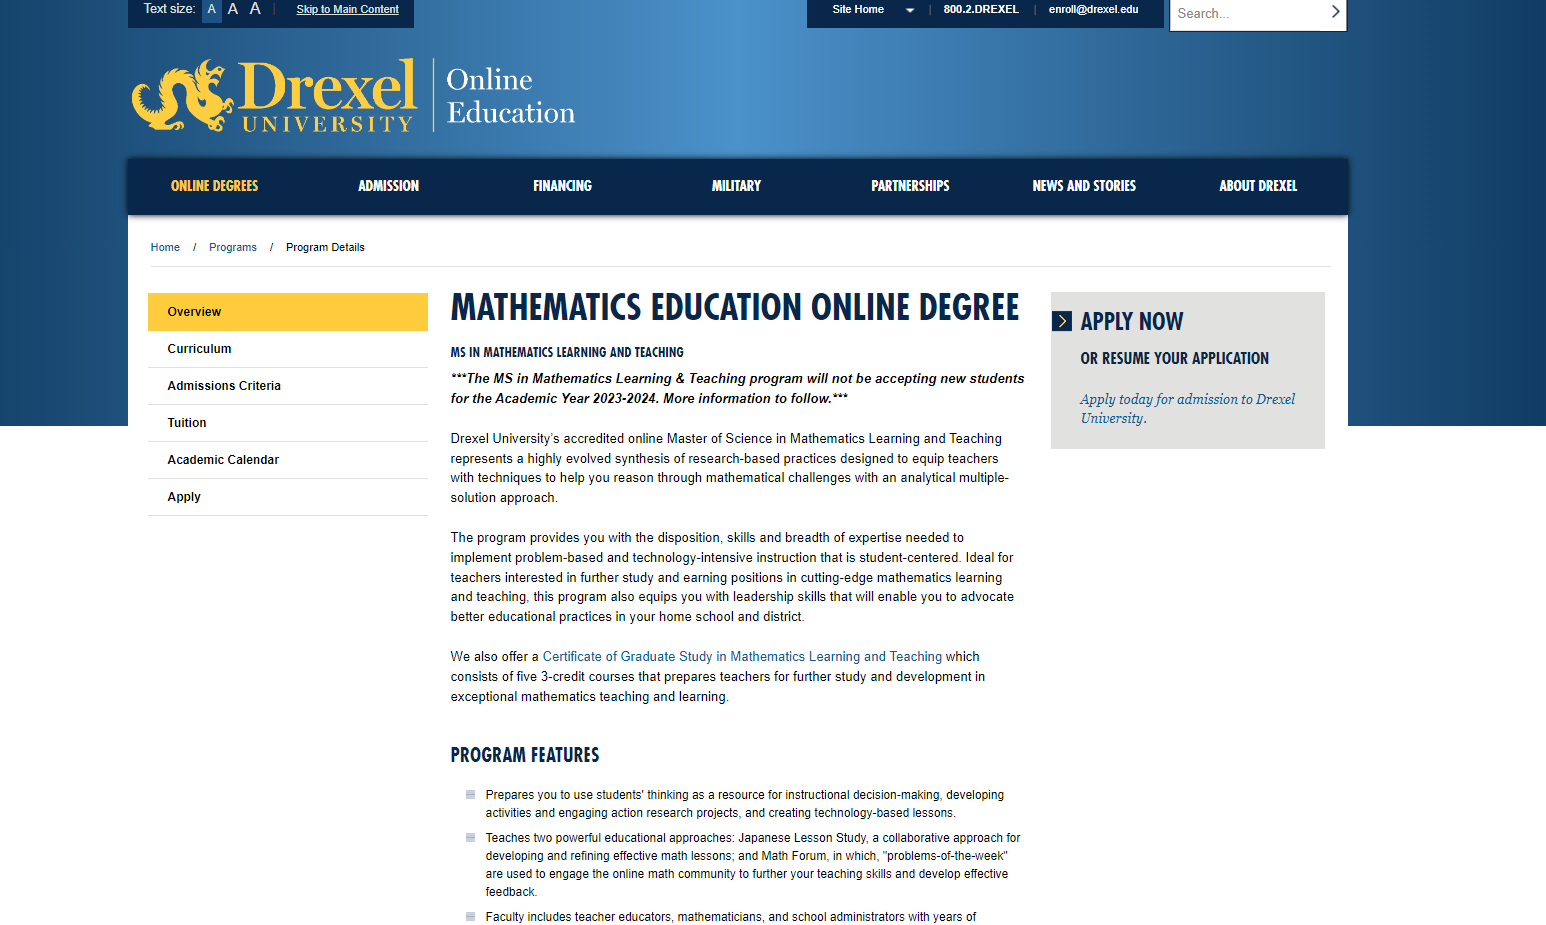 Text size: A A A | Skip to Main Content
Site Home | 800.2.DREXEL | enroll@drexel.edu
Search...
Drexel
UNIVERSITY
Online
Education
ONLINE DEGREES ADMISSION FINANCING MILITARY PARTNERSHIPS NEWS AND STORIES ABOUT DREXEL
Home / Programs / Program Details
Overview
Curriculum
Admissions Criteria
Tuition
Academic Calendar
Apply
MATHEMATICS EDUCATION ONLINE DEGREE
MS IN MATHEMATICS LEARNING AND TEACHING
***The MS in Mathematics Learning & Teaching program will not be accepting new students
for the Academic Year 2023-2024. More information to follow.***
Drexel University’s accredited online Master of Science in Mathematics Learning and Teaching
represents a highly evolved synthesis of research-based practices designed to equip teachers
with techniques to help you reason through mathematical challenges with an analytical multiple-
solution approach.
The program provides you with the disposition, skills and breadth of expertise needed to
implement problem-based and technology-intensive instruction that is student-centered. Ideal for
teachers interested in further study and earning positions in cutting-edge mathematics learning
and teaching, this program also equips you with leadership skills that will enable you to advocate
better educational practices in your home school and district.
We also offer a Certificate of Graduate Study in Mathematics Learning and Teaching which
consists of five 3-credit courses that prepares teachers for further study and development in
exceptional mathematics teaching and learning.
PROGRAM FEATURES
Prepares you to use students' thinking as a resource for instructional decision-making, developing
activities and engaging action research projects, and creating technology-based lessons.
Teaches two powerful educational approaches: Japanese Lesson Study, a collaborative approach for
developing and refining effective math lessons; and Math Forum, in which, "problems-of-the-week"
are used to engage the online math community to further your teaching skills and develop effective
feedback.
Faculty includes teacher educators, mathematicians, and school administrators with years of
APPLY NOW
OR RESUME YOUR APPLICATION
Apply today for admission to Drexel
University.